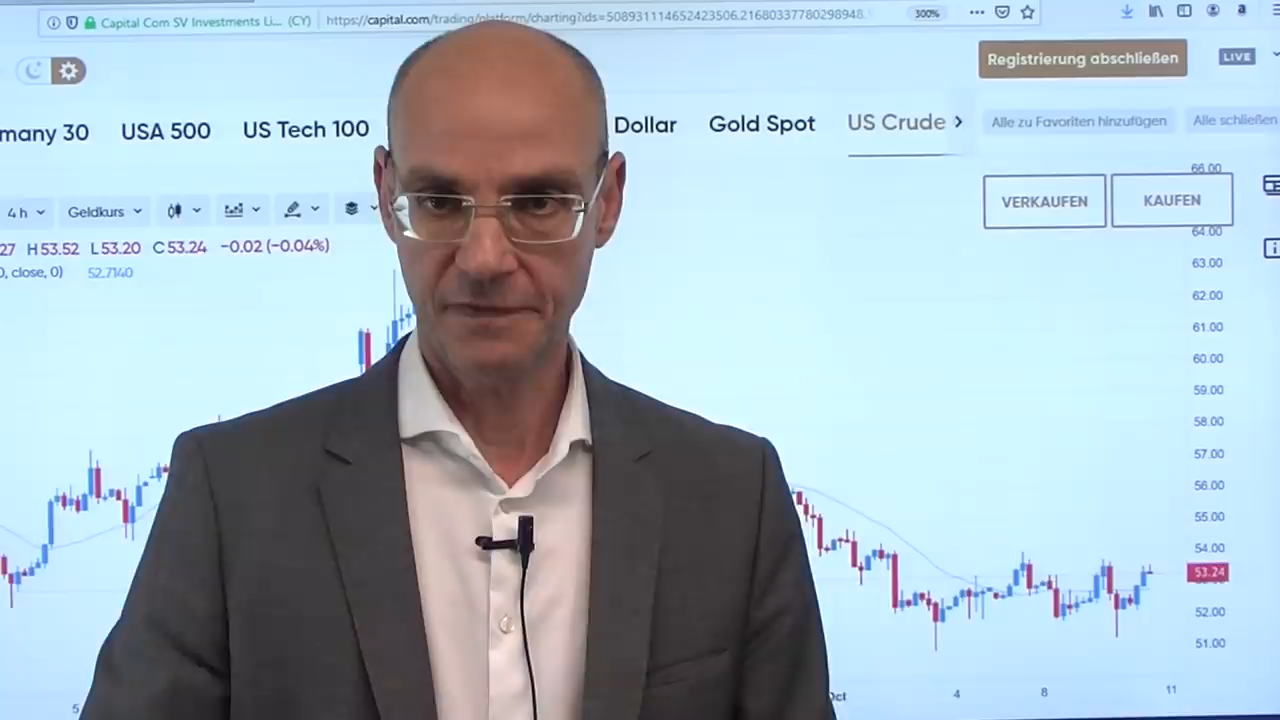 Capital Com SV Investments Li... (CY)
https://capital.com/trading/platform/charting?ids=508931114652423506.21680337780298948.
300%
Registrierung abschließen
LIVE
many 30 USA 500 US Tech 100 Dollar Gold Spot US Crude
Alle zu Favoriten hinzufügen
Alle schließen
4 h Geldkurs
VERKAUFEN KAUFEN
27 H53.52 L53.20 C53.24 −0.02 (−0.04%)
0, close, 0) 52.7140
66.00
64.00
63.00
62.00
61.00
60.00
59.00
58.00
57.00
56.00
55.00
54.00
53.24
52.00
51.00
5 Oct 4 8 11